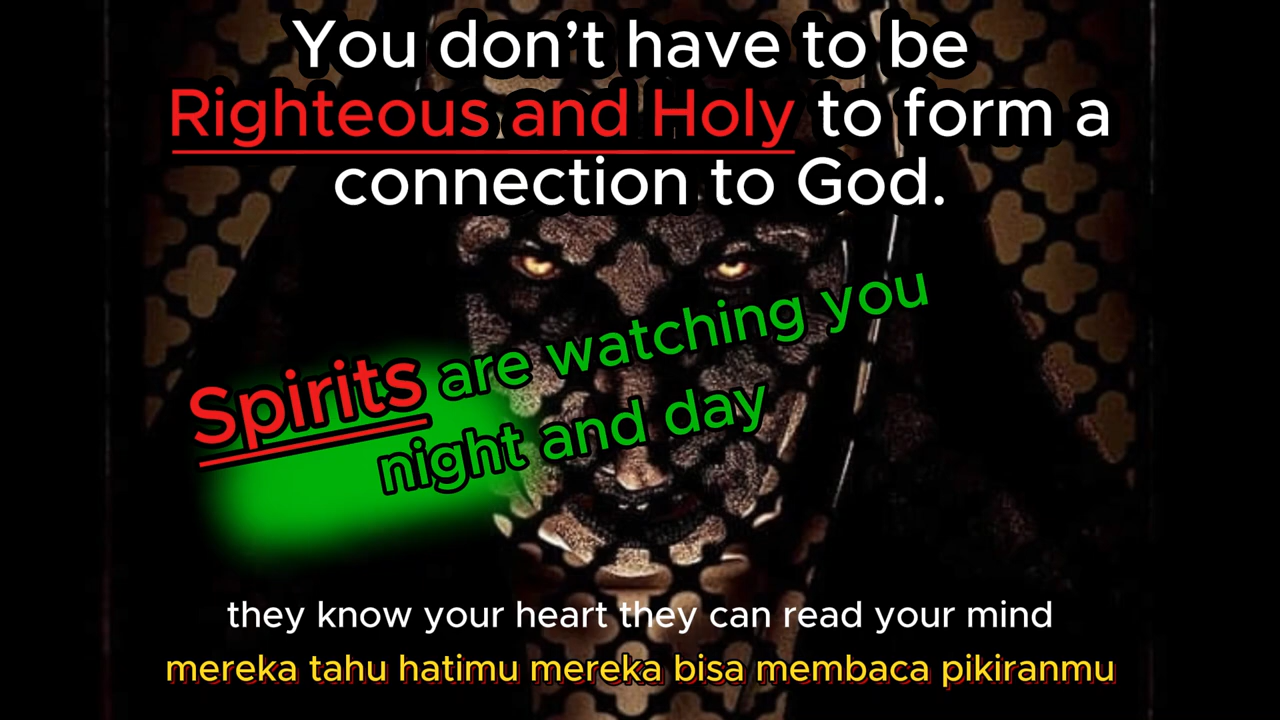 You don’t have to be
Righteous and Holy to form a
connection to God.
Spirits are watching you
night and day
they know your heart they can read your mind
mereka tahu hatimu mereka bisa membaca pikiranmu